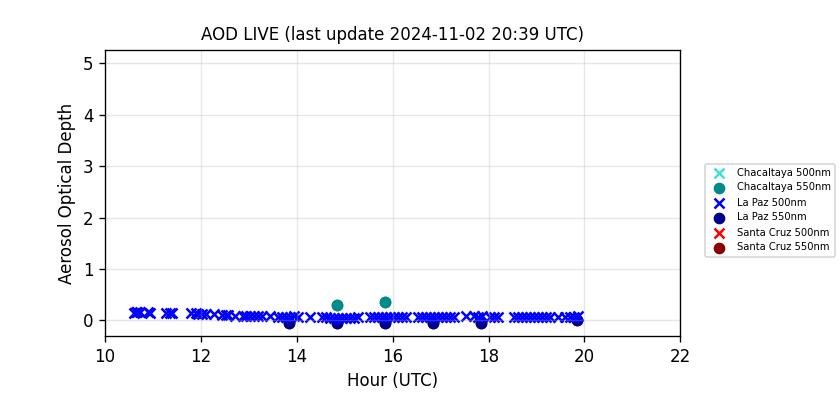 AOD LIVE (last update 2024-11-02 20:39 UTC)
Aerosol Optical Depth
5
4
3
2
1
0
10 12 14 16 18 20 22
Hour (UTC)
Chacaltaya 500nm
Chacaltaya 550nm
La Paz 500nm
La Paz 550nm
Santa Cruz 500nm
Santa Cruz 550nm